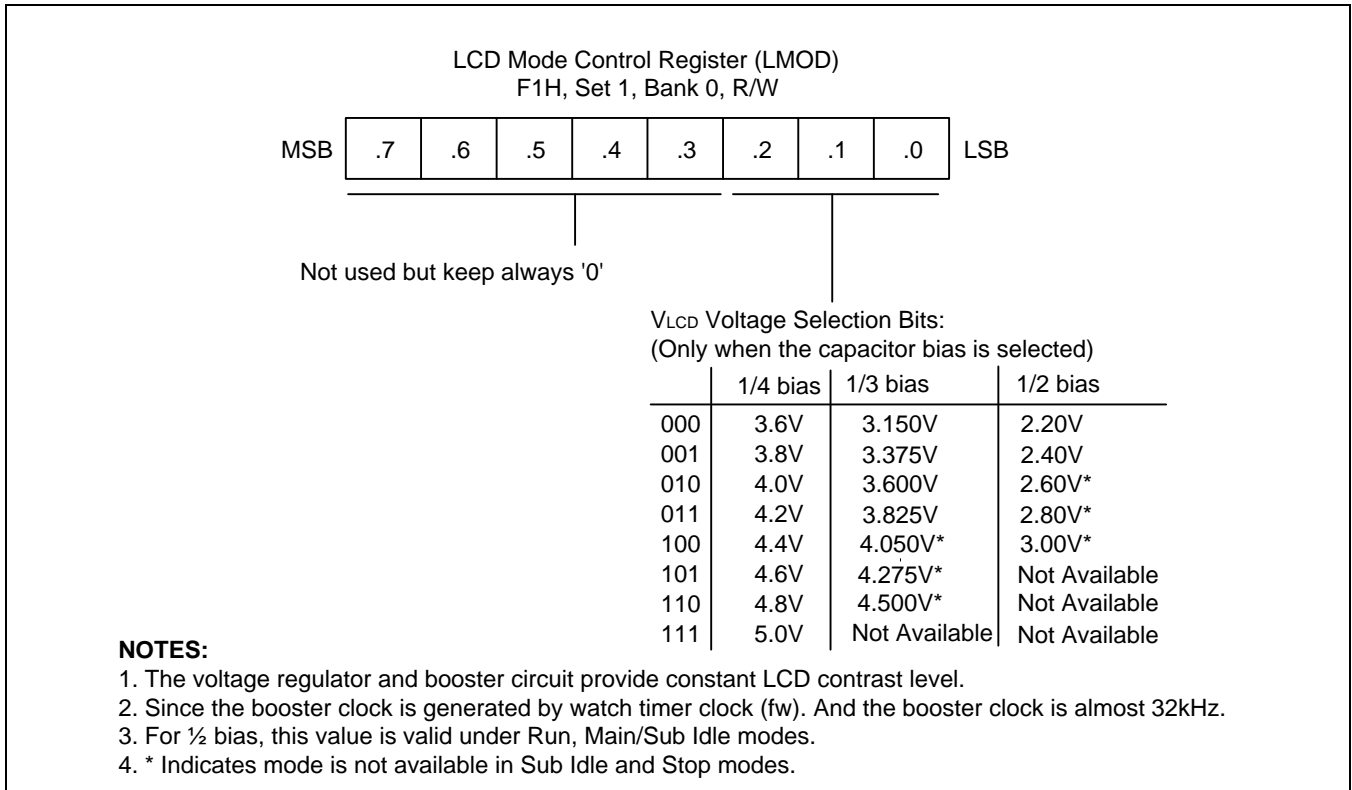 LCD Mode Control Register (LMOD)
F1H, Set 1, Bank 0, R/W
MSB .7 .6 .5 .4 .3 .2 .1 .0 LSB
Not used but keep always '0'
VLCD Voltage Selection Bits:
(Only when the capacitor bias is selected)
1/4 bias 1/3 bias 1/2 bias
000 3.6V 3.150V 2.20V
001 3.8V 3.375V 2.40V
010 4.0V 3.600V 2.60V*
011 4.2V 3.825V 2.80V*
100 4.4V 4.050V* 3.00V*
101 4.6V 4.275V* Not Available
110 4.8V 4.500V* Not Available
111 5.0V Not Available Not Available
NOTES:
1. The voltage regulator and booster circuit provide constant LCD contrast level.
2. Since the booster clock is generated by watch timer clock (fw). And the booster clock is almost 32kHz.
3. For ½ bias, this value is valid under Run, Main/Sub Idle modes.
4. * Indicates mode is not available in Sub Idle and Stop modes.